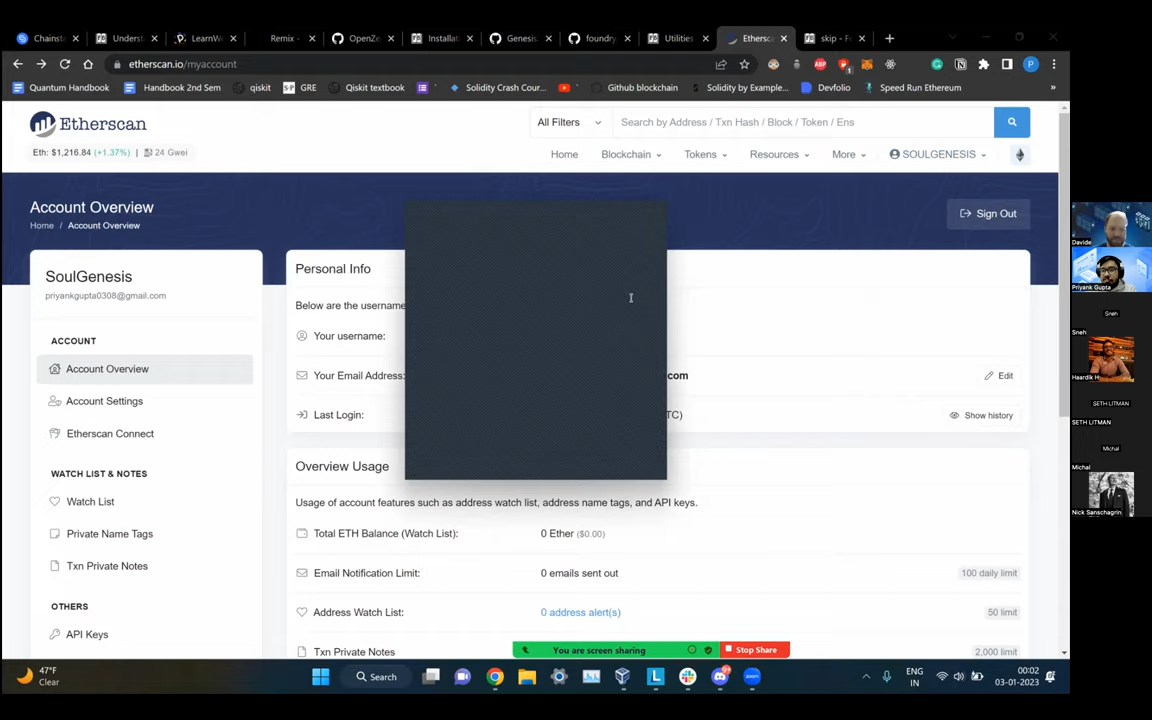 Chainsta
Underst
LearnW
Remix -
OpenZe
Installat
Genesis
foundry
Utilities
Ethersc
skip - Fo
etherscan.io/myaccount
Quantum Handbook
Handbook 2nd Sem
qiskit
GRE
Qiskit textbook
Solidity Crash Cour...
Github blockchain
Solidity by Example...
Devfolio
Speed Run Ethereum
Etherscan
All Filters
Search by Address / Txn Hash / Block / Token / Ens
Eth: $1,216.84 (+1.37%) | 24 Gwei
Home
Blockchain
Tokens
Resources
More
SOULGENESIS
Account Overview
Home / Account Overview
Sign Out
SoulGenesis
priyankgupta0308@gmail.com
ACCOUNT
Account Overview
Account Settings
Etherscan Connect
WATCH LIST & NOTES
Watch List
Private Name Tags
Txn Private Notes
OTHERS
API Keys
Personal Info
Below are the username
Your username:
Your Email Address:
com
Edit
Last Login:
TC)
Show history
Overview Usage
Usage of account features such as address watch list, address name tags, and API keys.
Total ETH Balance (Watch List):
0 Ether ($0.00)
Email Notification Limit:
0 emails sent out
100 daily limit
Address Watch List:
0 address alert(s)
50 limit
Txn Private Notes
2,000 limit
You are screen sharing
Stop Share
47°F
Clear
Search
ENG
IN
00:02
03-01-2023
Davide
Priyank Gupta
Sneh
Sneh
Haardik H
SETH LITMAN
SETH LITMAN
Michal
Michal
Nick Sanschagrin